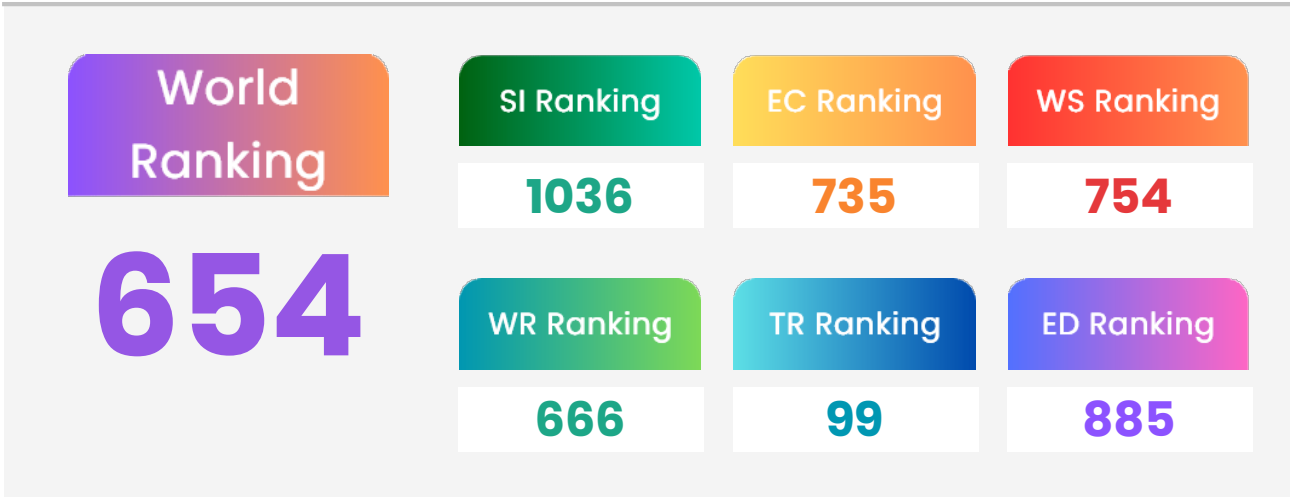 World
Ranking
654
SI Ranking
EC Ranking
WS Ranking
1036
735
754
WR Ranking
TR Ranking
ED Ranking
666
99
885